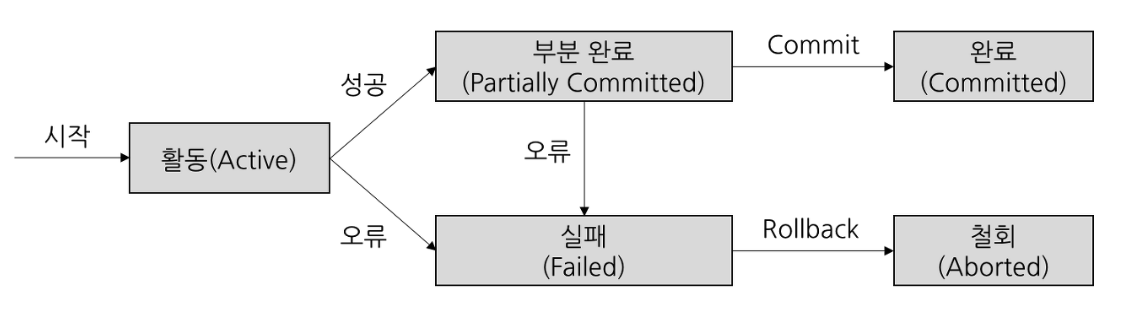 시작
활동(Active)
성공
오류
부분 완료
(Partially Committed)
오류
실패
(Failed)
Commit
완료
(Committed)
Rollback
철회
(Aborted)